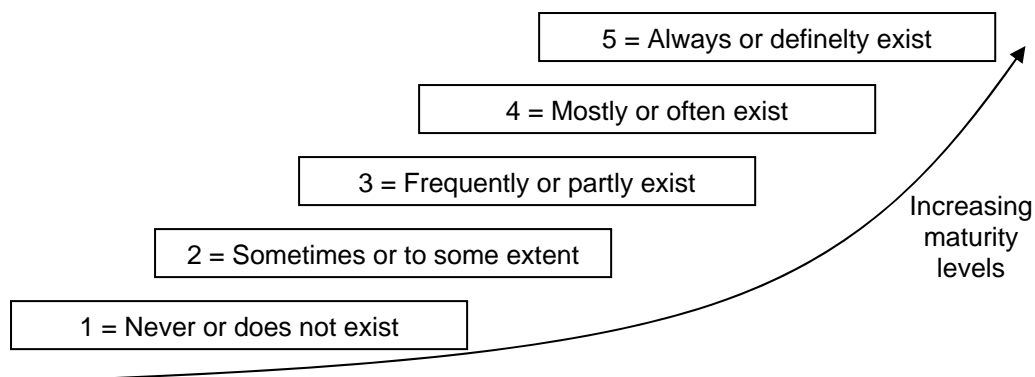 5 = Always or definelty exist
4 = Mostly or often exist
3 = Frequently or partly exist
Increasing
maturity
levels
2 = Sometimes or to some extent
1 = Never or does not exist